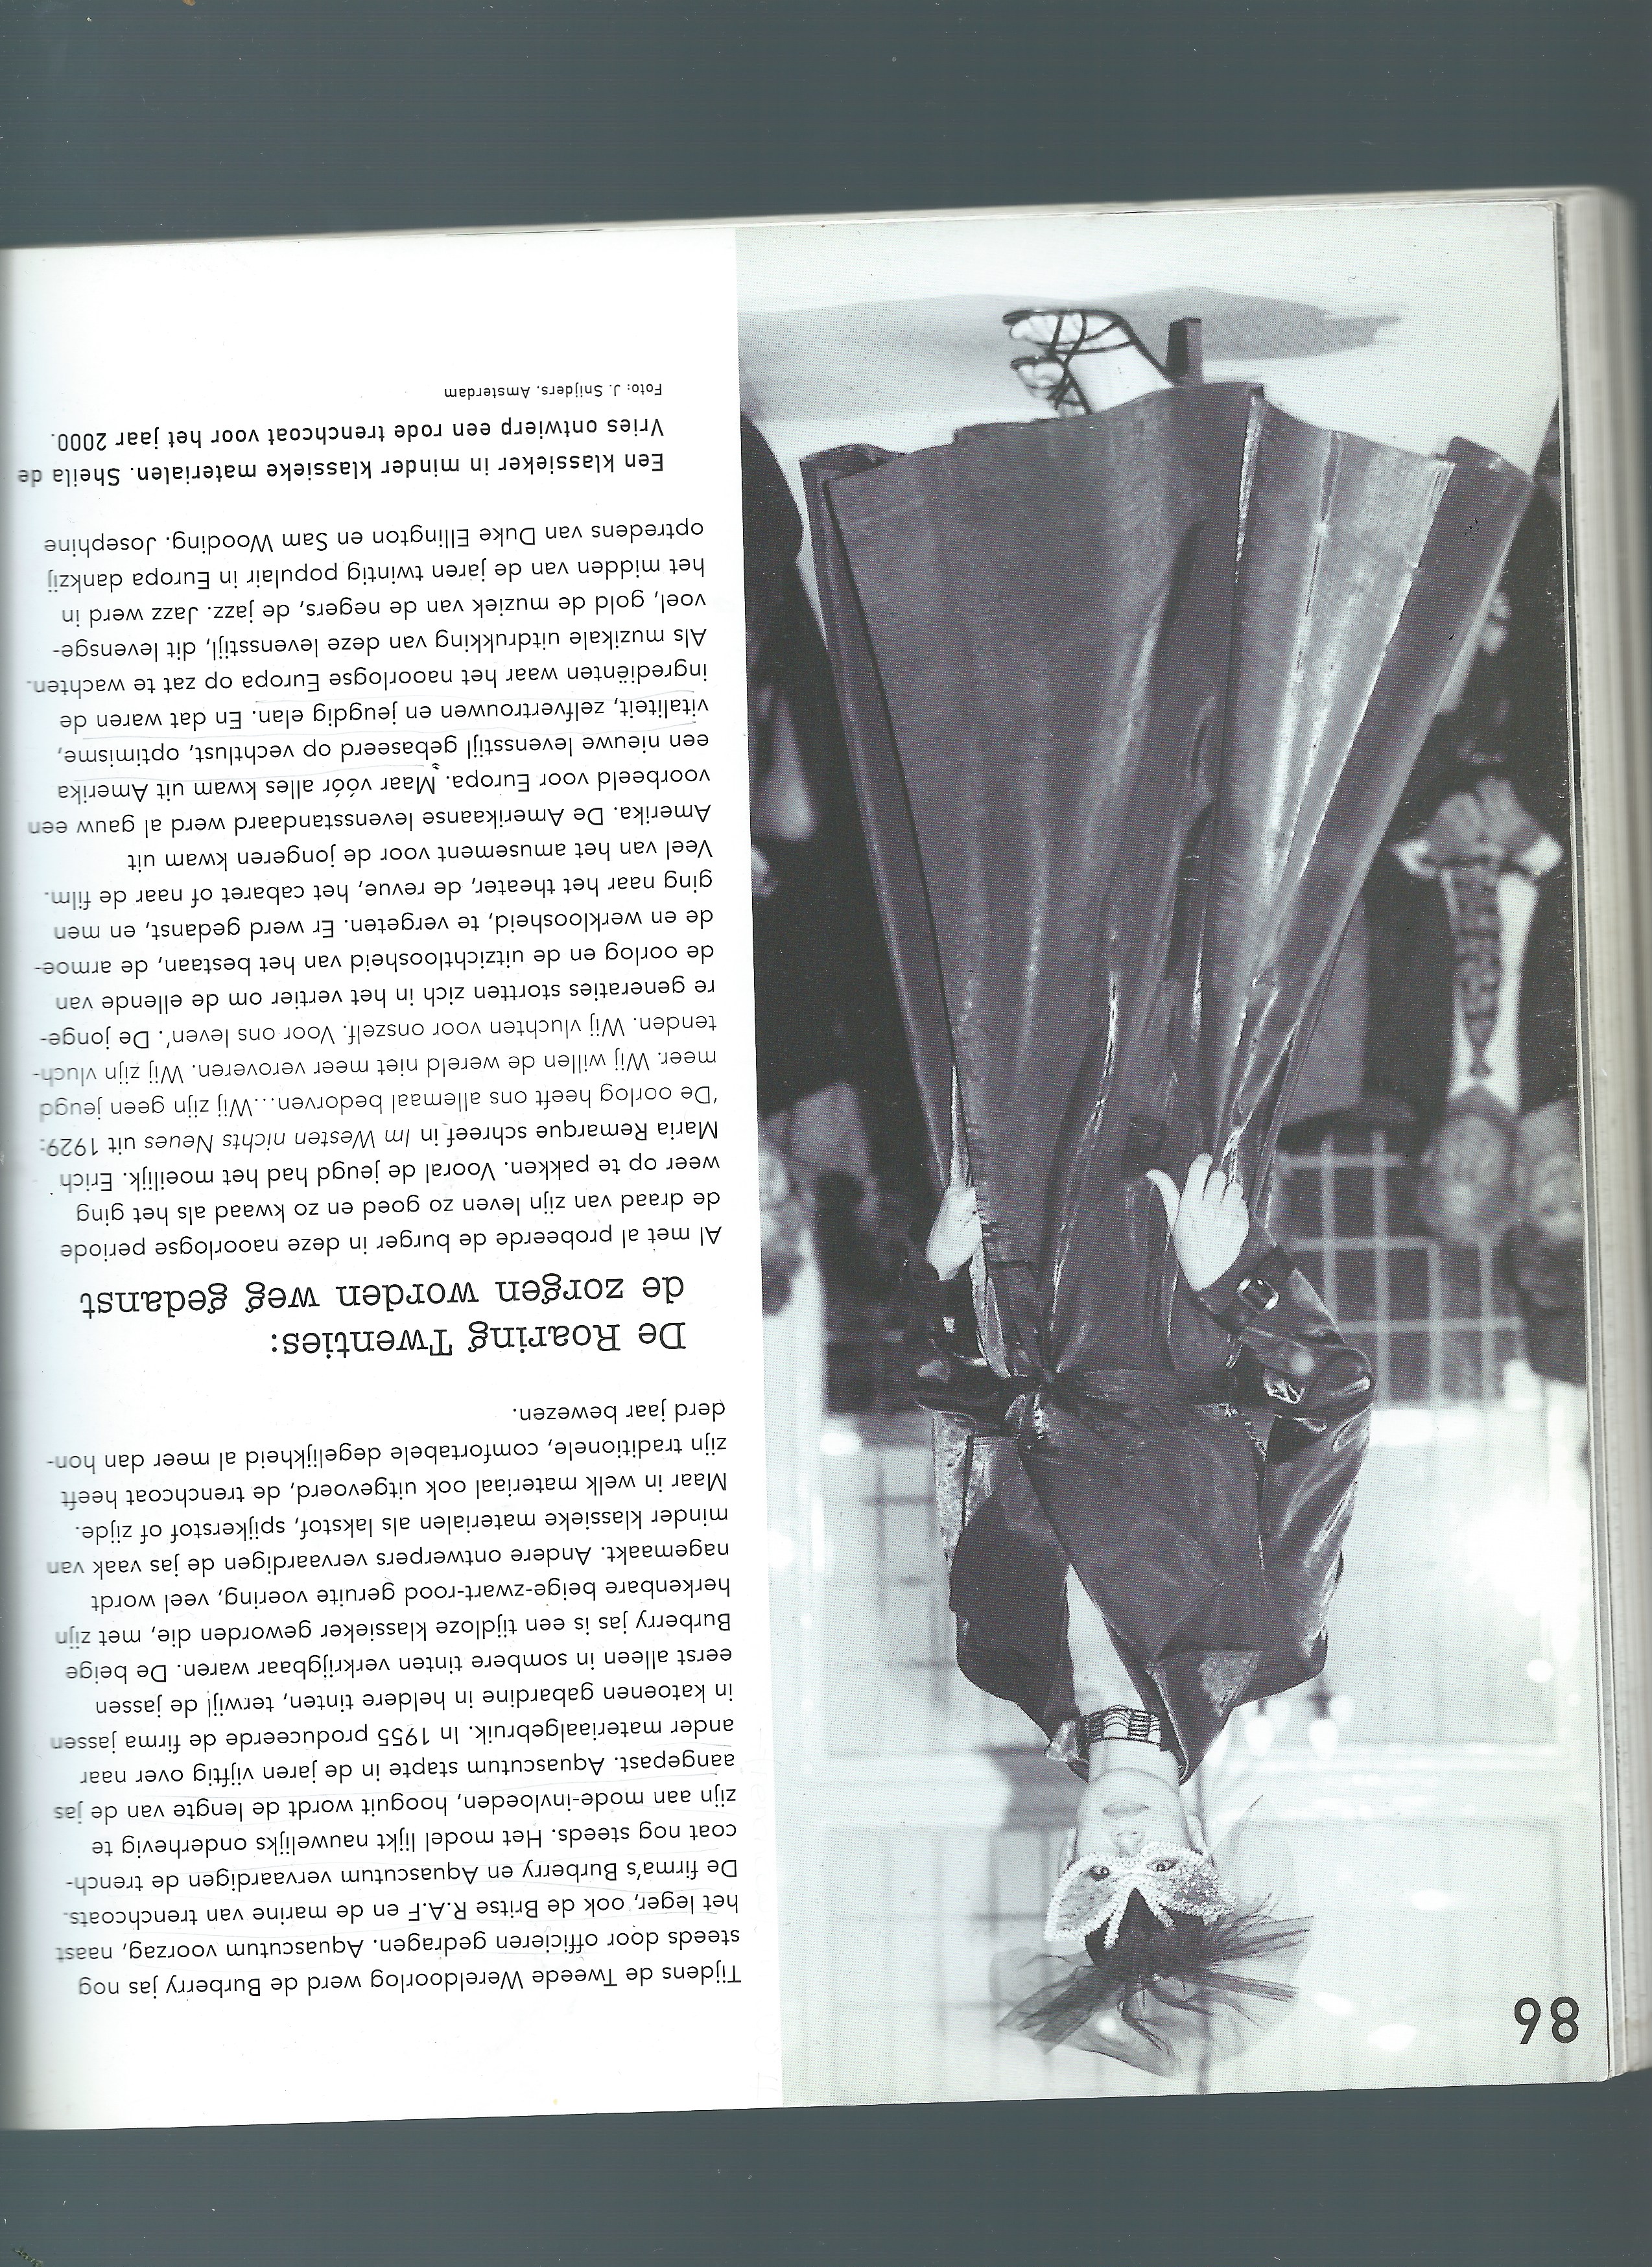 86
Tijdens de Tweede Wereldoorlog werd de Burberry jas nog
steeds door officieren gedragen. Aquascutum voorzag, naast
het leger, ook de Britse R.A.F en de marine van trenchcoats.
De firma's Burberry en Aquascutum vervaardigen de trench-
coat nog steeds. Het model lijkt nauwelijks onderhevig te
zijn aan mode-invloeden, hooguit wordt de lengte van de jas
aangepast. Aquascutum stapte in de jaren vijftig over naar
ander materiaalgebruik. In 1955 produceerde de firma jassen
in katoenen gabardine in heldere tinten, terwijl de jassen
eerst alleen in sombere tinten verkrijgbaar waren. De beige
Burberry jas is een tijdloze klassieker geworden die, met zijn
herkenbare beige-zwart-rood geruite voering, veel wordt
nagemaakt. Andere ontwerpers vervaardigen de jas vaak van
minder klassieke materialen als lakstof, spijkerstof of zijde.
Maar in welk materiaal ook uitgevoerd, de trenchcoat heeft
zijn traditionele, comfortabele degelijkheid al meer dan hon-
derd jaar bewezen.
De Roaring Twenties:
de zorgen worden weg gedanst
Al met al probeerde de burger in deze naoorlogse periode
de draad van zijn leven zo goed en zo kwaad als het ging
weer op te pakken. Vooral de jeugd had het moeilijk. Erich
Maria Remarque schreef in Im Westen nichts Neues uit 1929:
'De oorlog heeft ons allemaal bedorven...Wij zijn geen jeugd
meer. Wij willen de wereld niet meer veroveren. Wij zijn vluch-
tenden. Wij vluchten voor onszelf. Voor ons leven'. De jonge-
re generaties stortten zich in het vertier om de ellende van
de oorlog en de uitzichtloosheid van het bestaan, de armoe-
de en werkloosheid, te vergeten. Er werd gedanst, en men
ging naar het theater, de revue, het cabaret of naar de film.
Veel van het amusement voor de jongeren kwam uit
Amerika. De Amerikaanse levensstandaard werd al gauw een
voorbeeld voor Europa. Maar vóór alles kwam uit Amerika
een nieuwe levensstijl gebaseerd op vechtlust, optimisme,
vitaliteit, zelfvertrouwen en jeugdig elan. En dat waren de
ingrediënten waar het naoorlogse Europa op zat te wachten.
Als muzikale uitdrukking van deze levensstijl, dit levensge-
voel, gold de muziek van de negers, de jazz. Jazz werd in
het midden van de jaren twintig populair in Europa dankzij
optredens van Duke Ellington en Sam Wooding. Josephine
Een klassieker in minder klassieke materialen. Sheila de
Vries ontwierp een rode trenchcoat voor het jaar 2000.
Foto: J. Snijders, Amsterdam